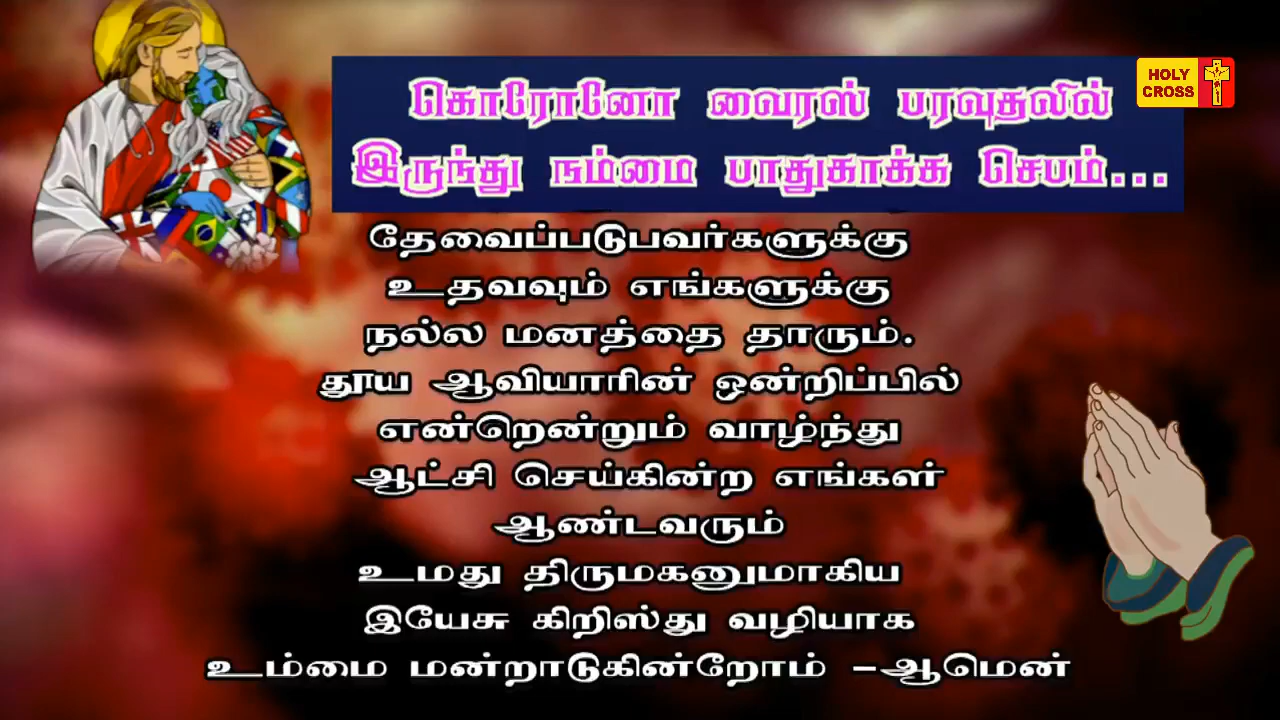 கொரோனோ வைரஸ் பரவுதலில்
இருந்து நம்மை பாதுகாக்க செபம்...
HOLY
CROSS
தேவைப்படுபவர்களுக்கு
உதவவும் எங்களுக்கு
நல்ல மனத்தை தாரும்.
தூய ஆவியாரின் ஒன்றிப்பில்
என்றென்றும் வாழ்ந்து
ஆட்சி செய்கின்ற எங்கள்
ஆண்டவரும்
உமது திருமகனுமாகிய
இயேசு கிறிஸ்து வழியாக
உம்மை மன்றாடுகின்றோம் –ஆமென்